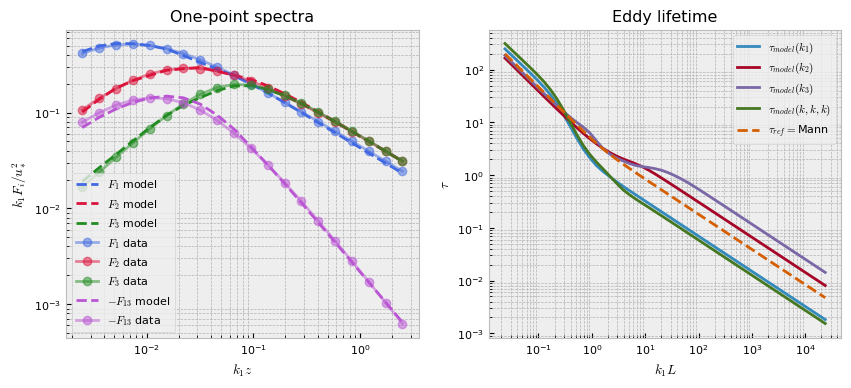 One-point spectra
k₁Fᵢ/u²_*
10⁻¹
10⁻²
10⁻³
F₁ model
F₂ model
F₃ model
F₁ data
F₂ data
F₃ data
−F₁₃ model
−F₁₃ data
10⁻² 10⁻¹ 10⁰
k₁z
Eddy lifetime
τ
10²
10¹
10⁰
10⁻¹
10⁻²
10⁻³
τ_model(k₁)
τ_model(k₂)
τ_model(k₃)
τ_model(k, k, k)
τ_ref = Mann
10⁻¹ 10⁰ 10¹ 10² 10³ 10⁴
k₁L